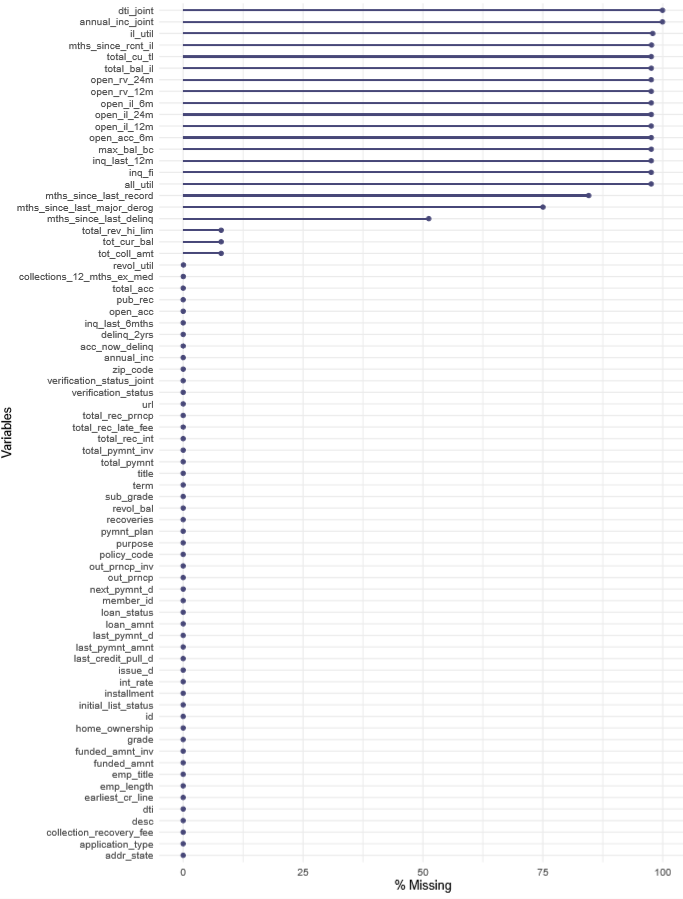 dti_joint
annual_inc_joint
il_util
mths_since_rcnt_il
total_cu_tl
total_bal_il
open_rv_24m
open_rv_12m
open_il_6m
open_il_24m
open_il_12m
open_acc_6m
max_bal_bc
inq_last_12m
inq_fi
all_util
mths_since_last_record
mths_since_last_major_derog
mths_since_last_delinq
total_rev_hi_lim
tot_cur_bal
tot_coll_amt
revol_util
collections_12_mths_ex_med
total_acc
pub_rec
open_acc
inq_last_6mths
delinq_2yrs
acc_now_delinq
annual_inc
zip_code
verification_status_joint
verification_status
url
total_rec_prncp
total_rec_late_fee
total_rec_int
total_pymnt_inv
total_pymnt
title
term
sub_grade
revol_bal
recoveries
pymnt_plan
purpose
policy_code
out_prncp_inv
out_prncp
next_pymnt_d
member_id
loan_status
loan_amnt
last_pymnt_d
last_pymnt_amnt
last_credit_pull_d
issue_d
int_rate
installment
initial_list_status
id
home_ownership
grade
funded_amnt_inv
funded_amnt
emp_title
emp_length
earliest_cr_line
dti
desc
collection_recovery_fee
application_type
addr_state
Variables
0 25 50 75 100
% Missing